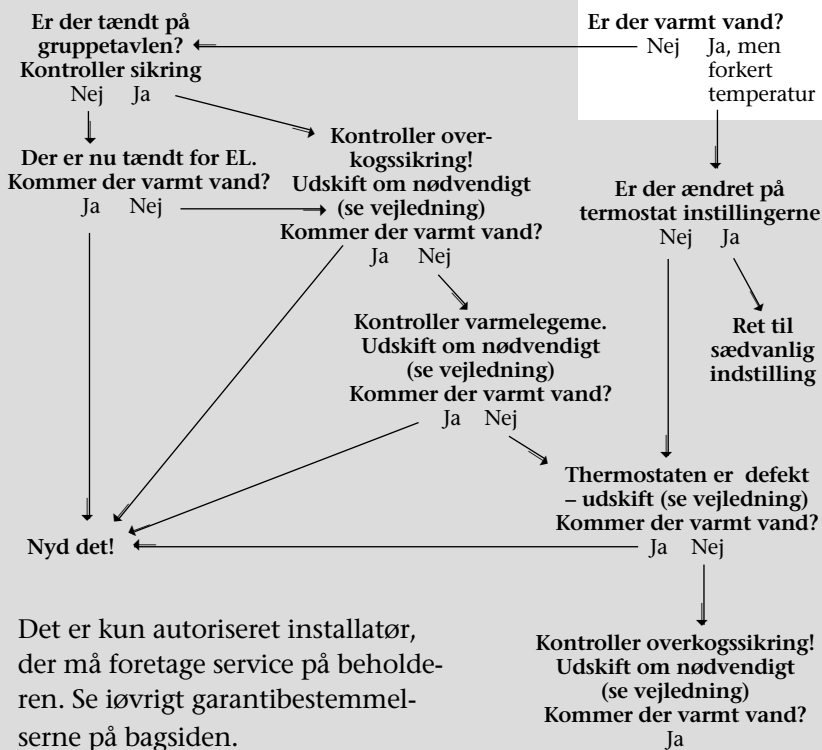 Er der tændt på
gruppetavlen?
Kontroller sikring
Nej Ja
Er der varmt vand?
Nej Ja, men
forkert
temperatur
Der er nu tændt for EL.
Kommer der varmt vand?
Ja Nej
Kontroller over-
kogssikring!
Udskift om nødvendigt
(se vejledning)
Kommer der varmt vand?
Ja Nej
Er der ændret på
termostat instillingerne
Nej Ja
Kontroller varmelegeme.
Udskift om nødvendigt
(se vejledning)
Kommer der varmt vand?
Ja Nej
Ret til
sædvanlig
indstilling
Thermostaten er defekt
– udskift (se vejledning)
Kommer der varmt vand?
Ja Nej
Nyd det!
Det er kun autoriseret installatør,
der må foretage service på beholde-
ren. Se iøvrigt garantibestemmel-
serne på bagsiden.
Kontroller overkogssikring!
Udskift om nødvendigt
(se vejledning)
Kommer der varmt vand?
Ja